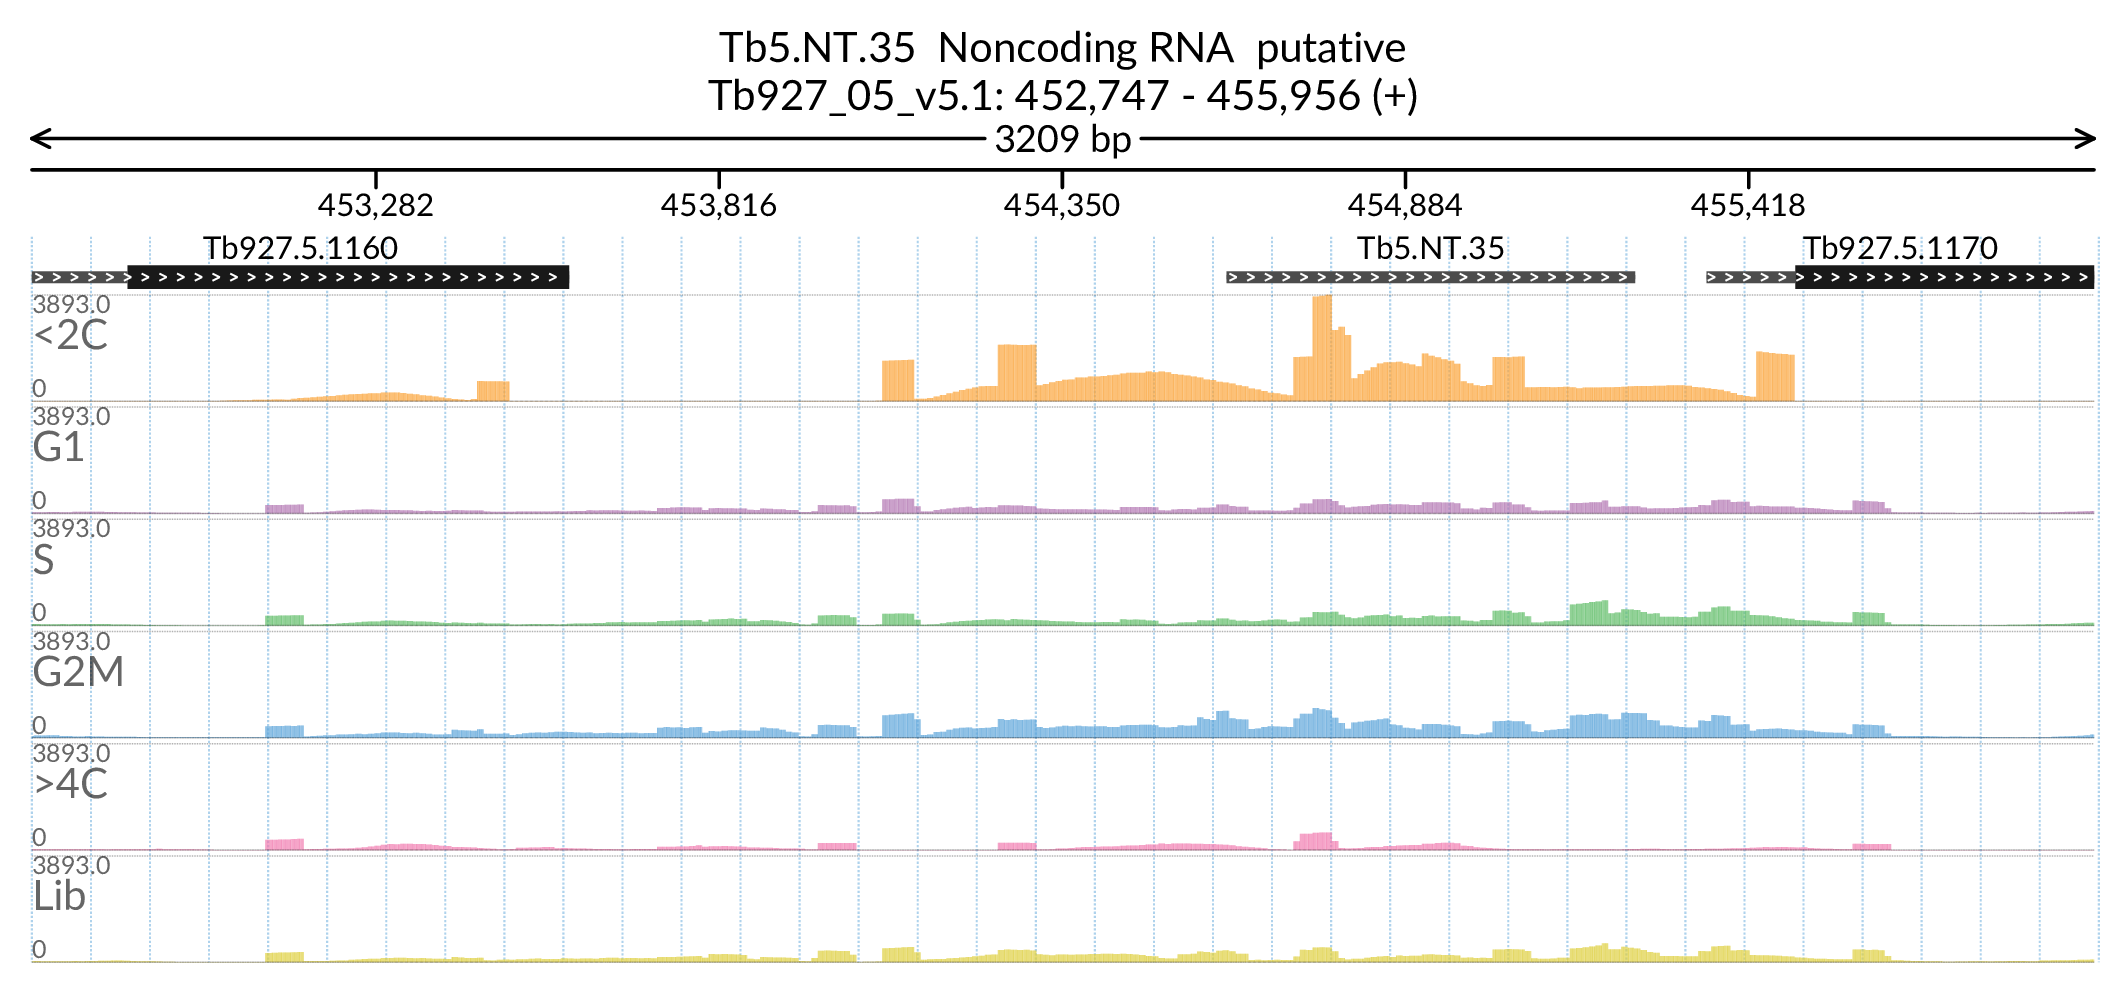 Tb5.NT.35 Noncoding RNA putative
Tb927_05_v5.1: 452,747 - 455,956 (+)
3209 bp
453,282 453,816 454,350 454,884 455,418
Tb927.5.1160 Tb5.NT.35 Tb927.5.1170
3893.0
<2C
0
3893.0
G1
0
3893.0
S
0
3893.0
G2M
0
3893.0
>4C
0
3893.0
Lib
0